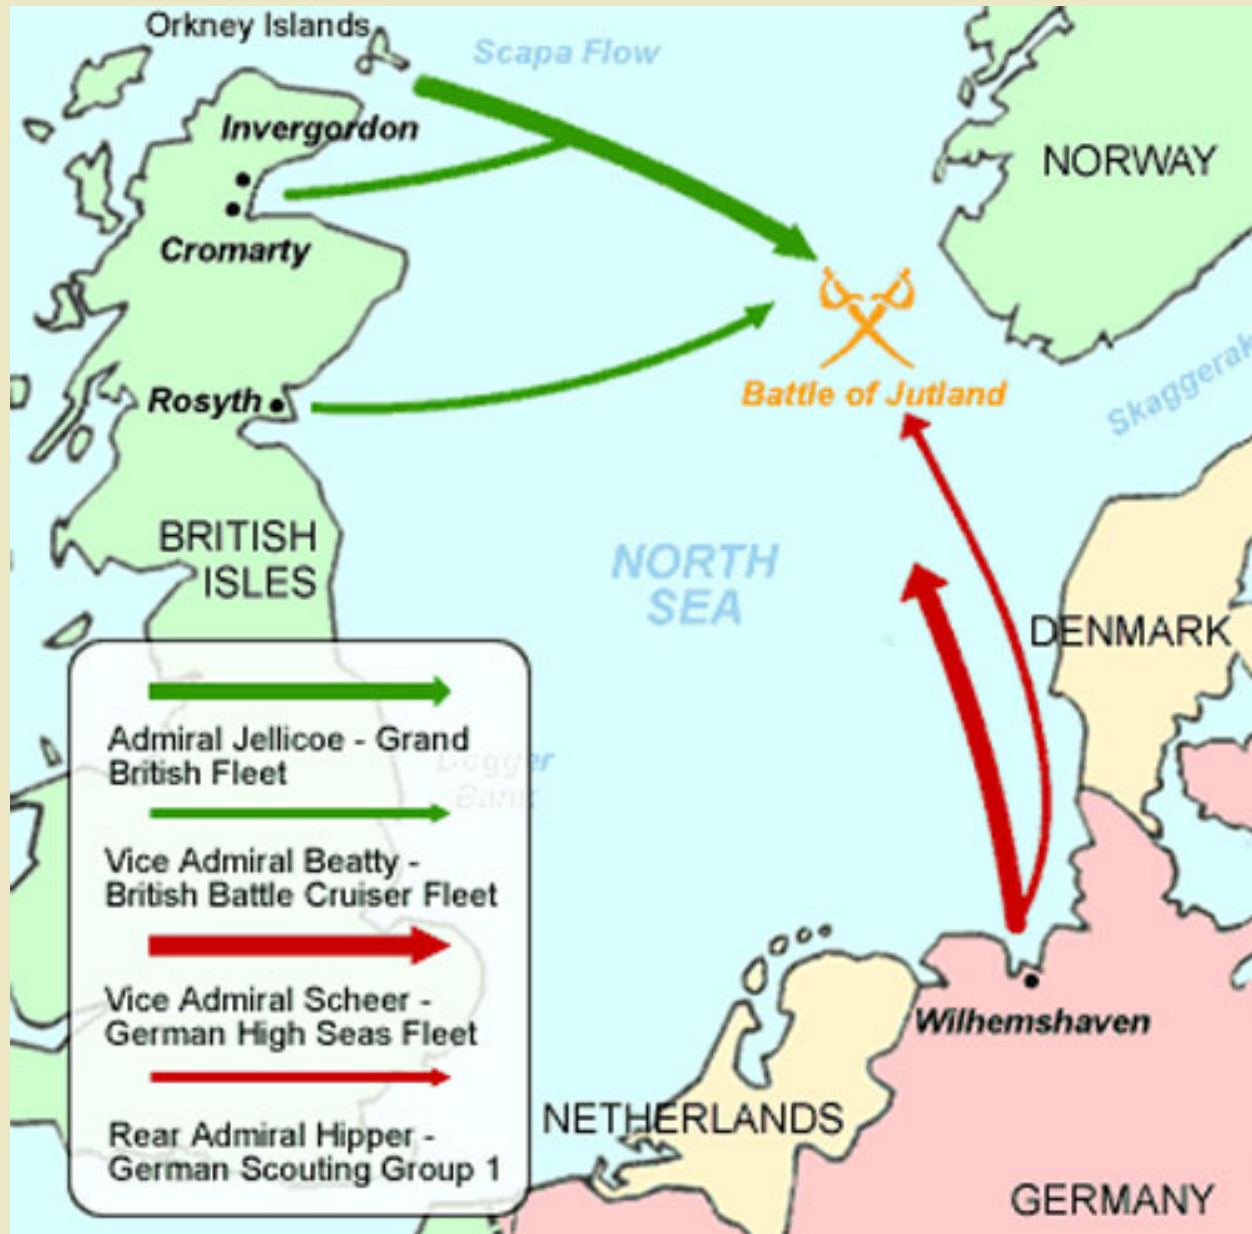 Orkney Islands
Scapa Flow
Invergordon
NORWAY
Cromarty
Skaggerak
Rosyth
Battle of Jutland
BRITISH
ISLES
NORTH
SEA
DENMARK
Admiral Jellicoe - Grand
British Fleet
Dogger
Bank
Vice Admiral Beatty -
British Battle Cruiser Fleet
Vice Admiral Scheer -
German High Seas Fleet
Rear Admiral Hipper -
German Scouting Group 1
Wilhemshaven
NETHERLANDS
GERMANY